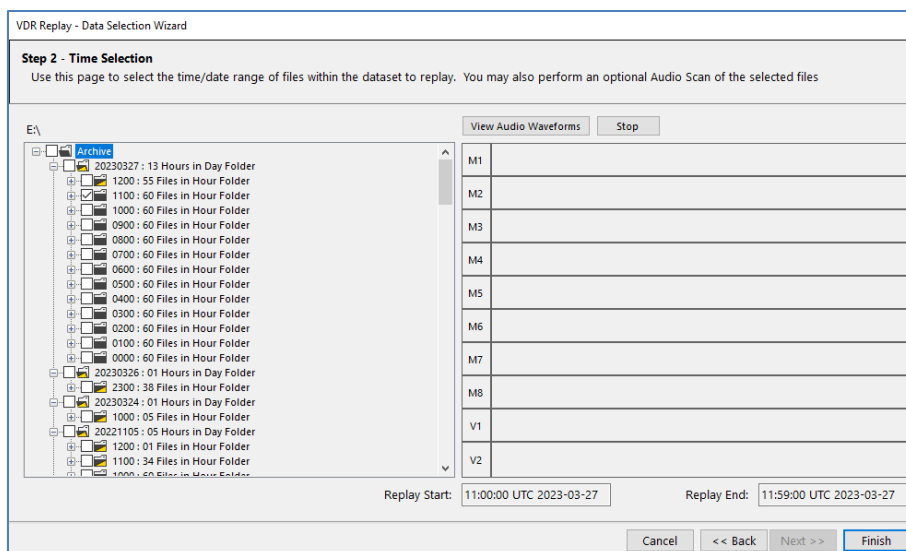 VDR Replay - Data Selection Wizard
Step 2 - Time Selection
Use this page to select the time/date range of files within the dataset to replay. You may also perform an optional Audio Scan of the selected files
E:\
View Audio Waveforms
Stop
Archive
20230327 : 13 Hours in Day Folder
1200 : 55 Files in Hour Folder
1100 : 60 Files in Hour Folder
1000 : 60 Files in Hour Folder
0900 : 60 Files in Hour Folder
0800 : 60 Files in Hour Folder
0700 : 60 Files in Hour Folder
0600 : 60 Files in Hour Folder
0500 : 60 Files in Hour Folder
0400 : 60 Files in Hour Folder
0300 : 60 Files in Hour Folder
0200 : 60 Files in Hour Folder
0100 : 60 Files in Hour Folder
0000 : 60 Files in Hour Folder
20230326 : 01 Hours in Day Folder
2300 : 38 Files in Hour Folder
20230324 : 01 Hours in Day Folder
1000 : 05 Files in Hour Folder
20221105 : 05 Hours in Day Folder
1200 : 01 Files in Hour Folder
1100 : 34 Files in Hour Folder
1000 : 60 Files in Hour Folder
M1
M2
M3
M4
M5
M6
M7
M8
V1
V2
Replay Start: 11:00:00 UTC 2023-03-27
Replay End: 11:59:00 UTC 2023-03-27
Cancel
<< Back
Next >>
Finish